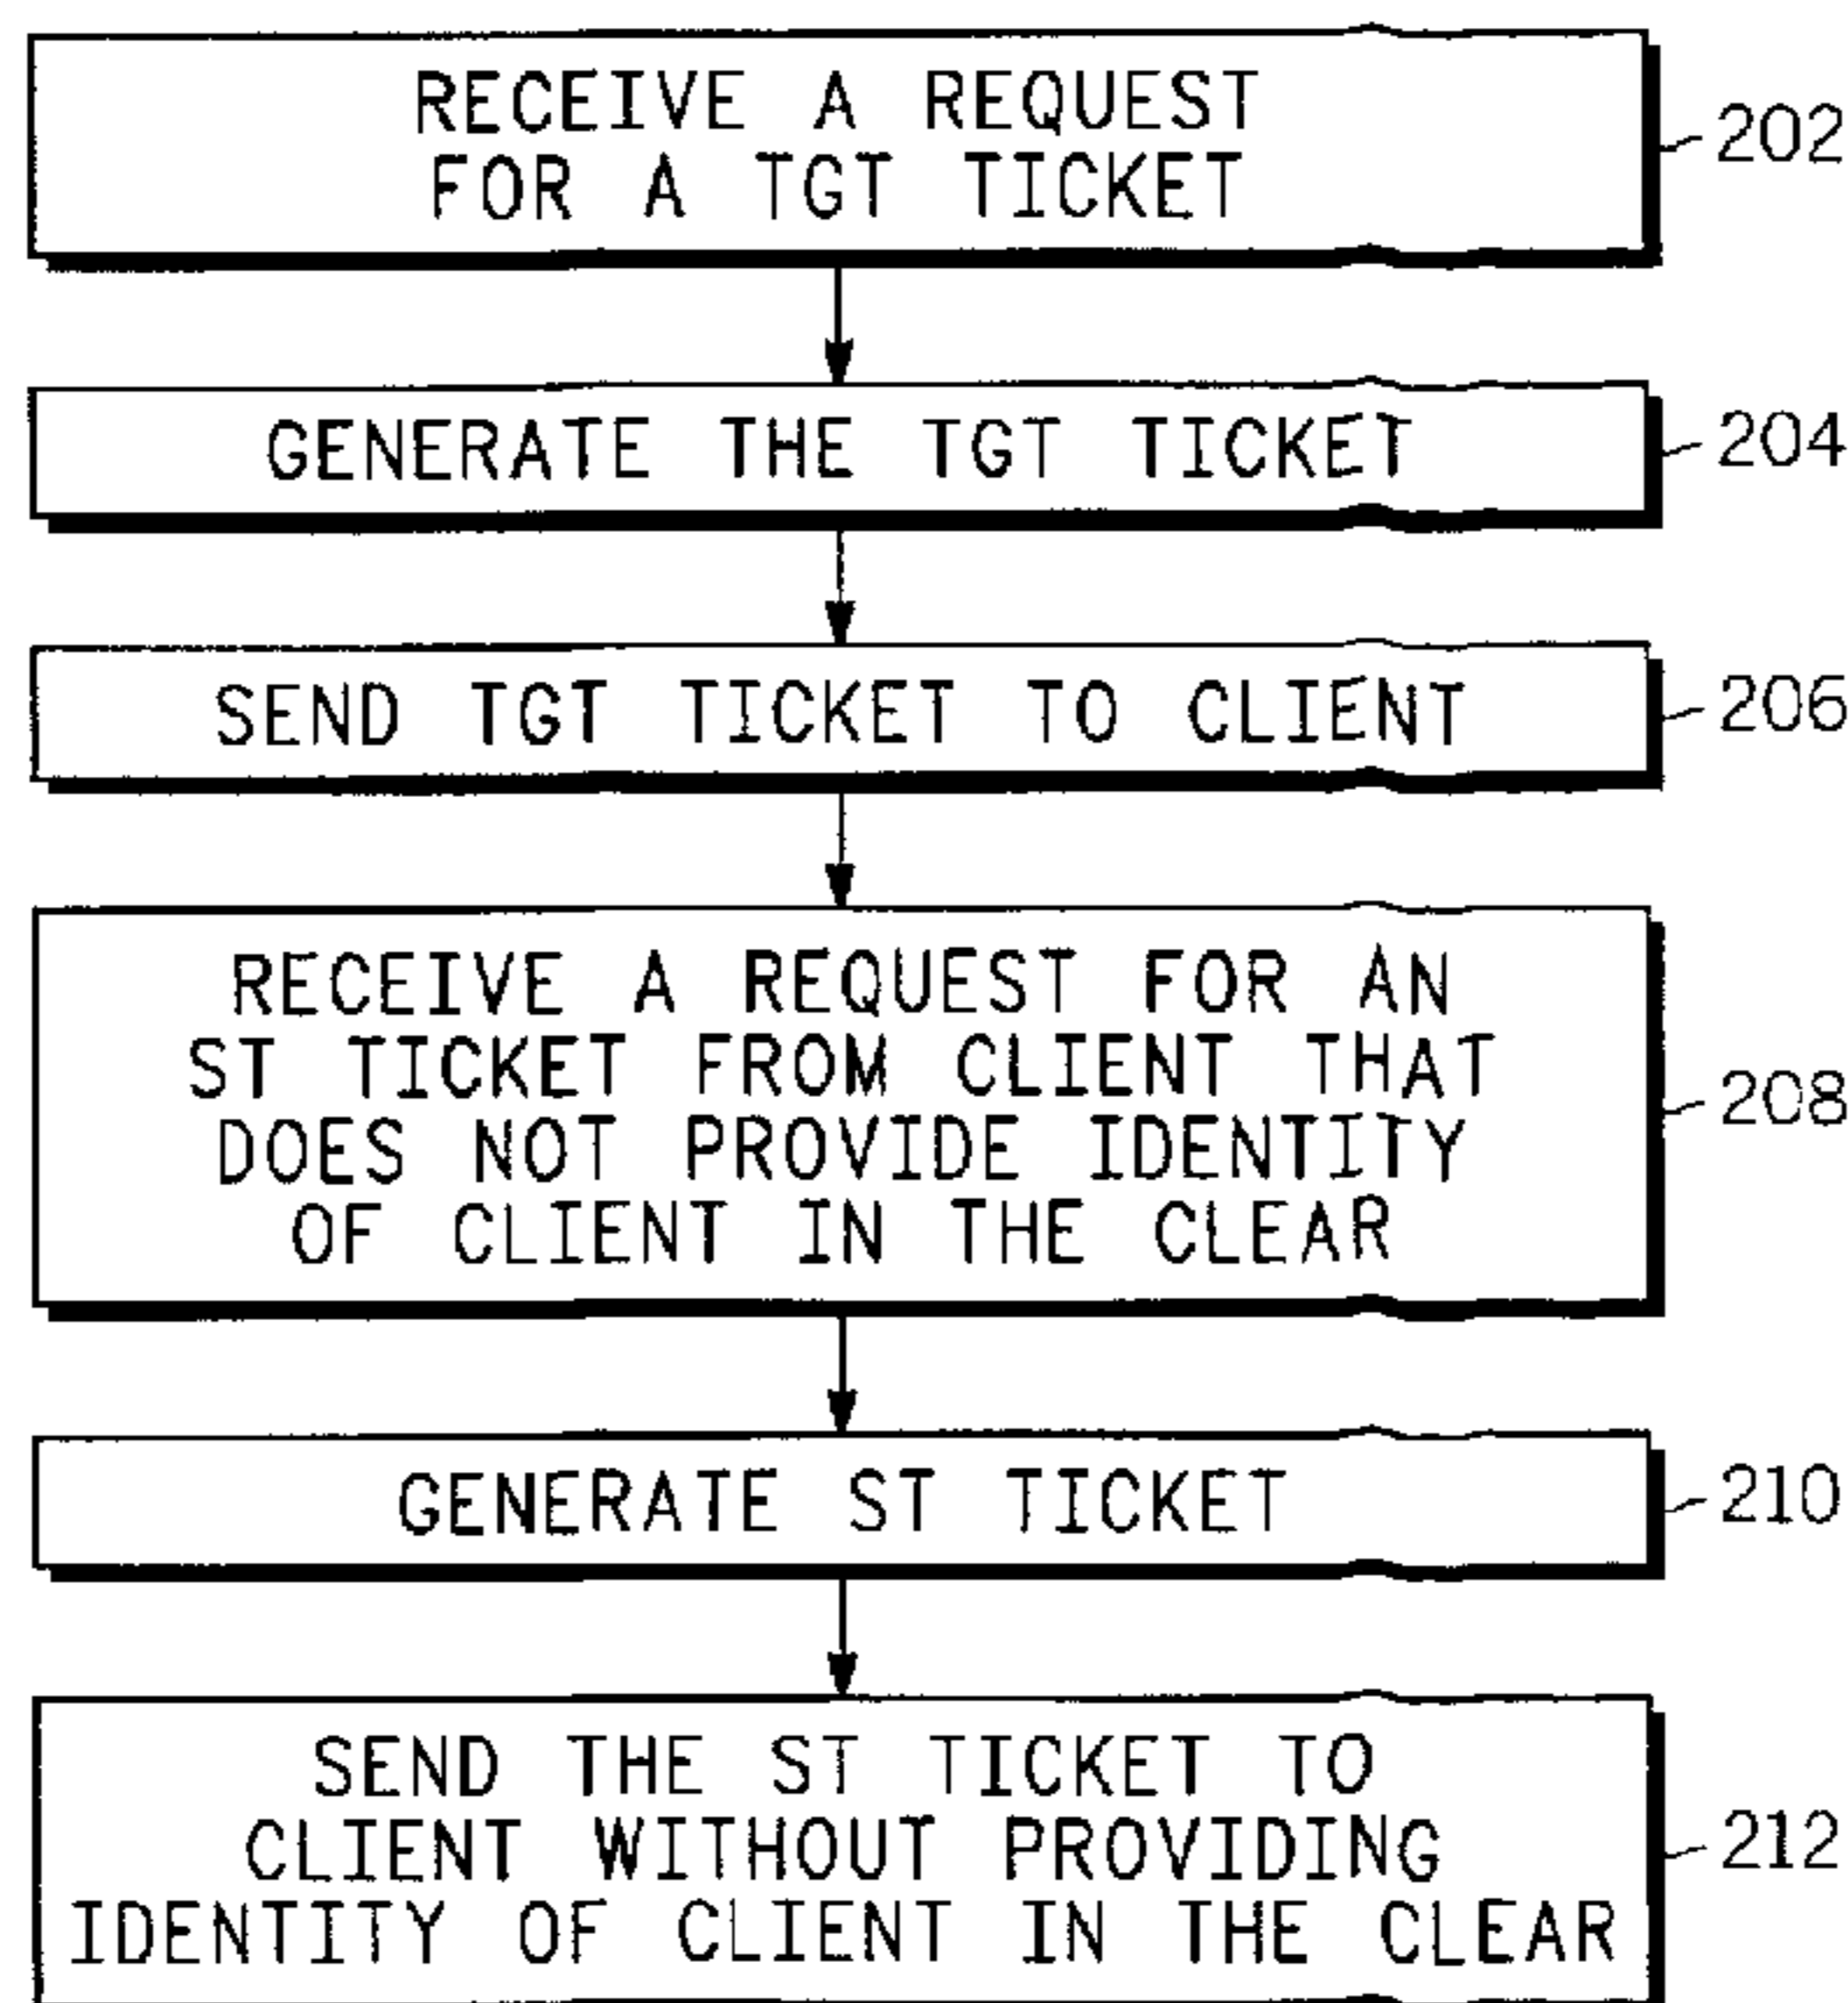 RECEIVE A REQUEST
FOR A TGT TICKET
202
GENERATE THE TGT TICKET
204
SEND TGT TICKET TO CLIENT
206
RECEIVE A REQUEST FOR AN
ST TICKET FROM CLIENT THAT
DOES NOT PROVIDE IDENTITY
OF CLIENT IN THE CLEAR
208
GENERATE ST TICKET
210
SEND THE ST TICKET TO
CLIENT WITHOUT PROVIDING
IDENTITY OF CLIENT IN THE CLEAR
212